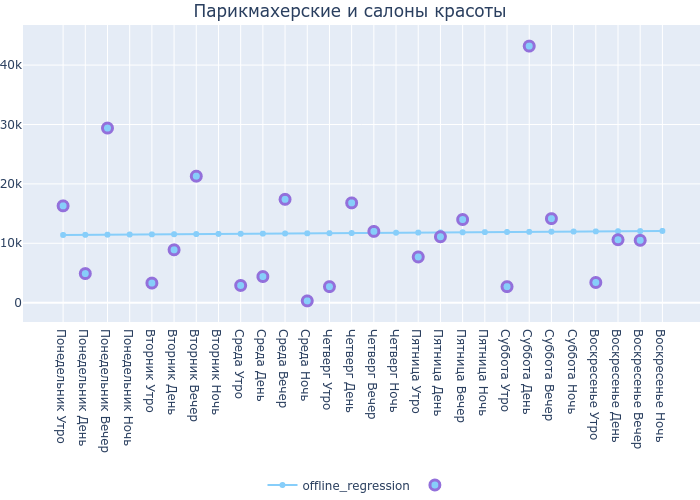 Парикмахерские и салоны красоты
40k
30k
20k
10k
0
Понедельник Утро
Понедельник День
Понедельник Вечер
Понедельник Ночь
Вторник Утро
Вторник День
Вторник Вечер
Вторник Ночь
Среда Утро
Среда День
Среда Вечер
Среда Ночь
Четверг Утро
Четверг День
Четверг Вечер
Четверг Ночь
Пятница Утро
Пятница День
Пятница Вечер
Пятница Ночь
Суббота Утро
Суббота День
Суббота Вечер
Суббота Ночь
Воскресенье Утро
Воскресенье День
Воскресенье Вечер
Воскресенье Ночь
offline_regression